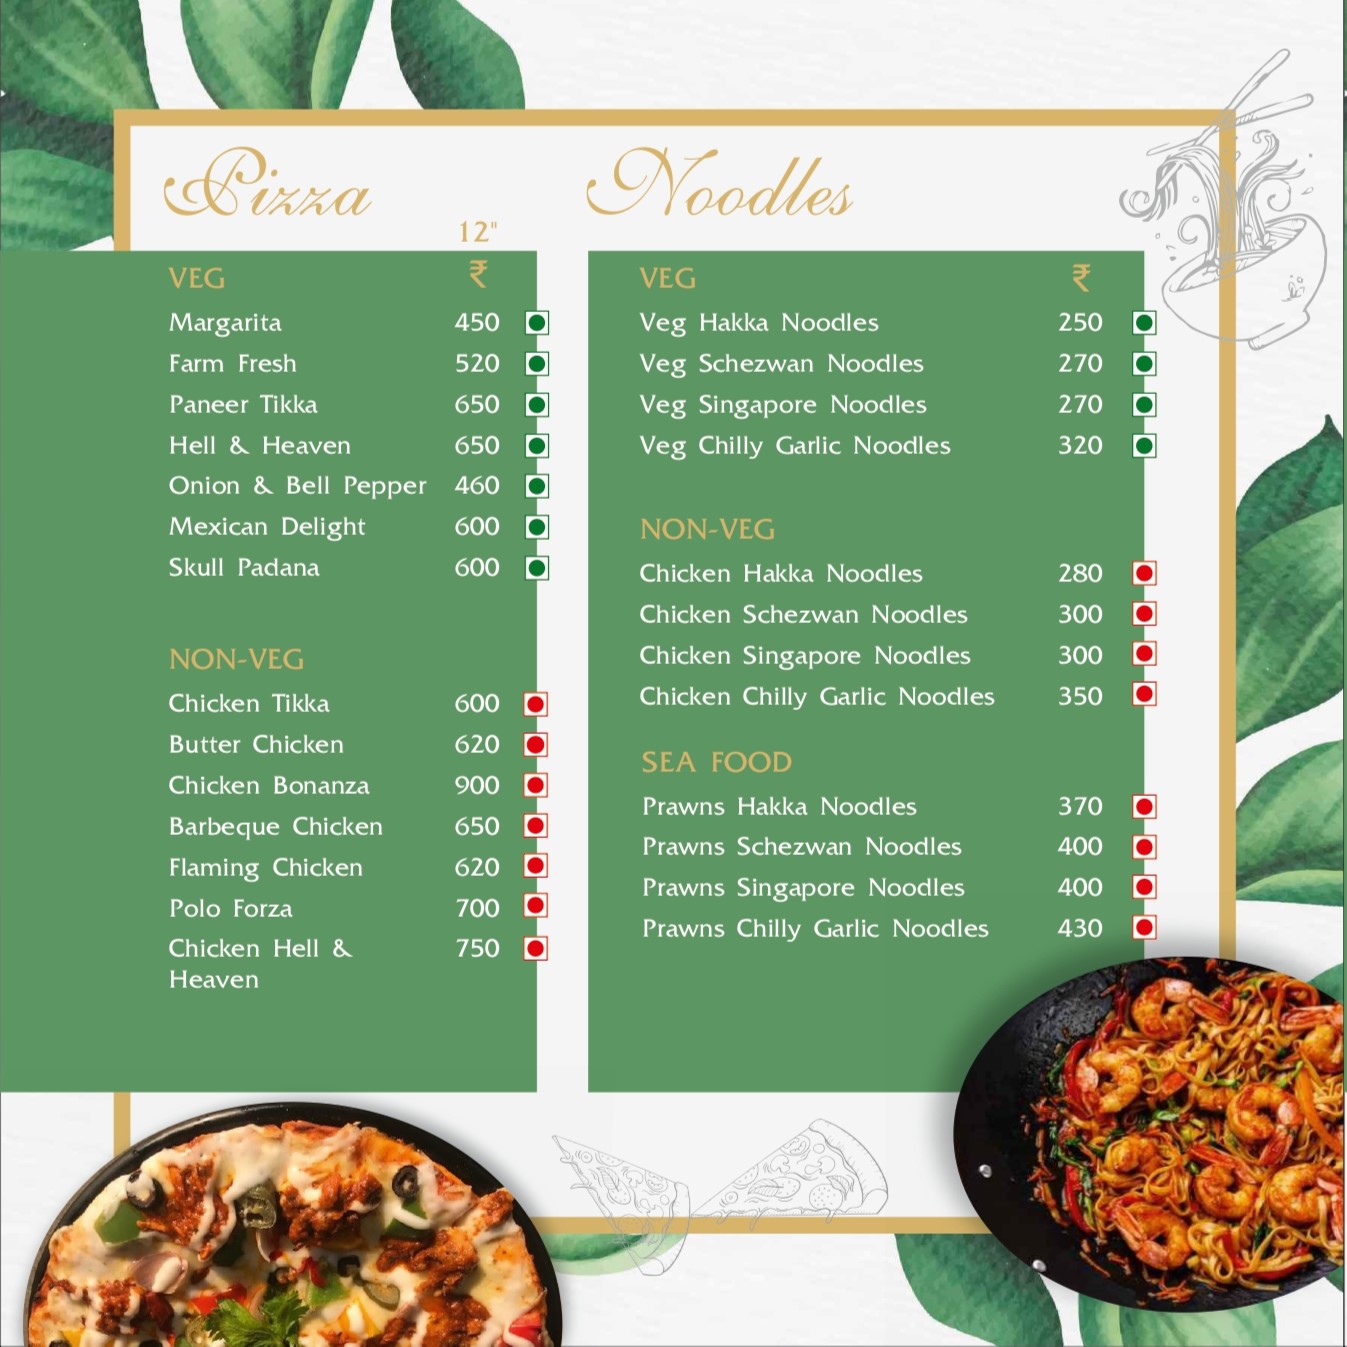 Pizza
12"
VEG ₹
Margarita 450
Farm Fresh 520
Paneer Tikka 650
Hell & Heaven 650
Onion & Bell Pepper 460
Mexican Delight 600
Skull Padana 600
NON-VEG
Chicken Tikka 600
Butter Chicken 620
Chicken Bonanza 900
Barbeque Chicken 650
Flaming Chicken 620
Polo Forza 700
Chicken Hell & 750
Heaven
Noodles
VEG ₹
Veg Hakka Noodles 250
Veg Schezwan Noodles 270
Veg Singapore Noodles 270
Veg Chilly Garlic Noodles 320
NON-VEG
Chicken Hakka Noodles 280
Chicken Schezwan Noodles 300
Chicken Singapore Noodles 300
Chicken Chilly Garlic Noodles 350
SEA FOOD
Prawns Hakka Noodles 370
Prawns Schezwan Noodles 400
Prawns Singapore Noodles 400
Prawns Chilly Garlic Noodles 430